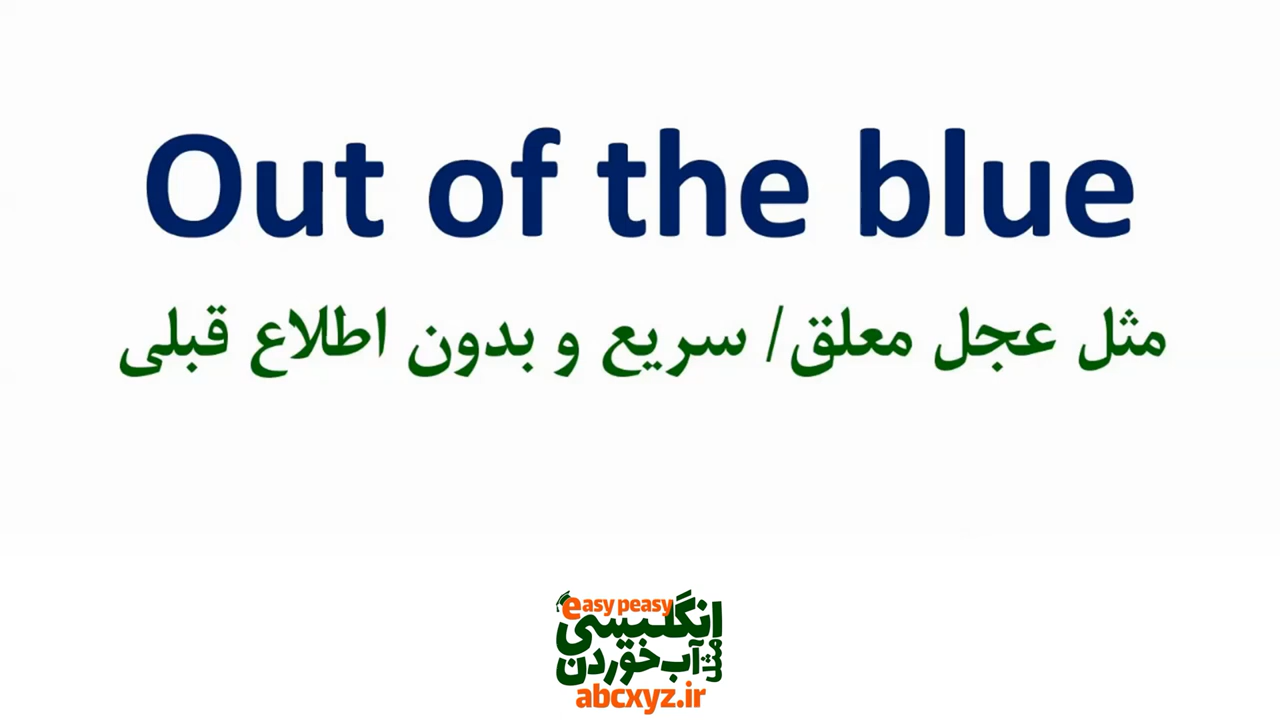 Out of the blue
مثل عجل معلق/ سریع و بدون اطلاع قبلی
easy peasy
انگلیسی
مثل آب خوردن
abcxyz.ir